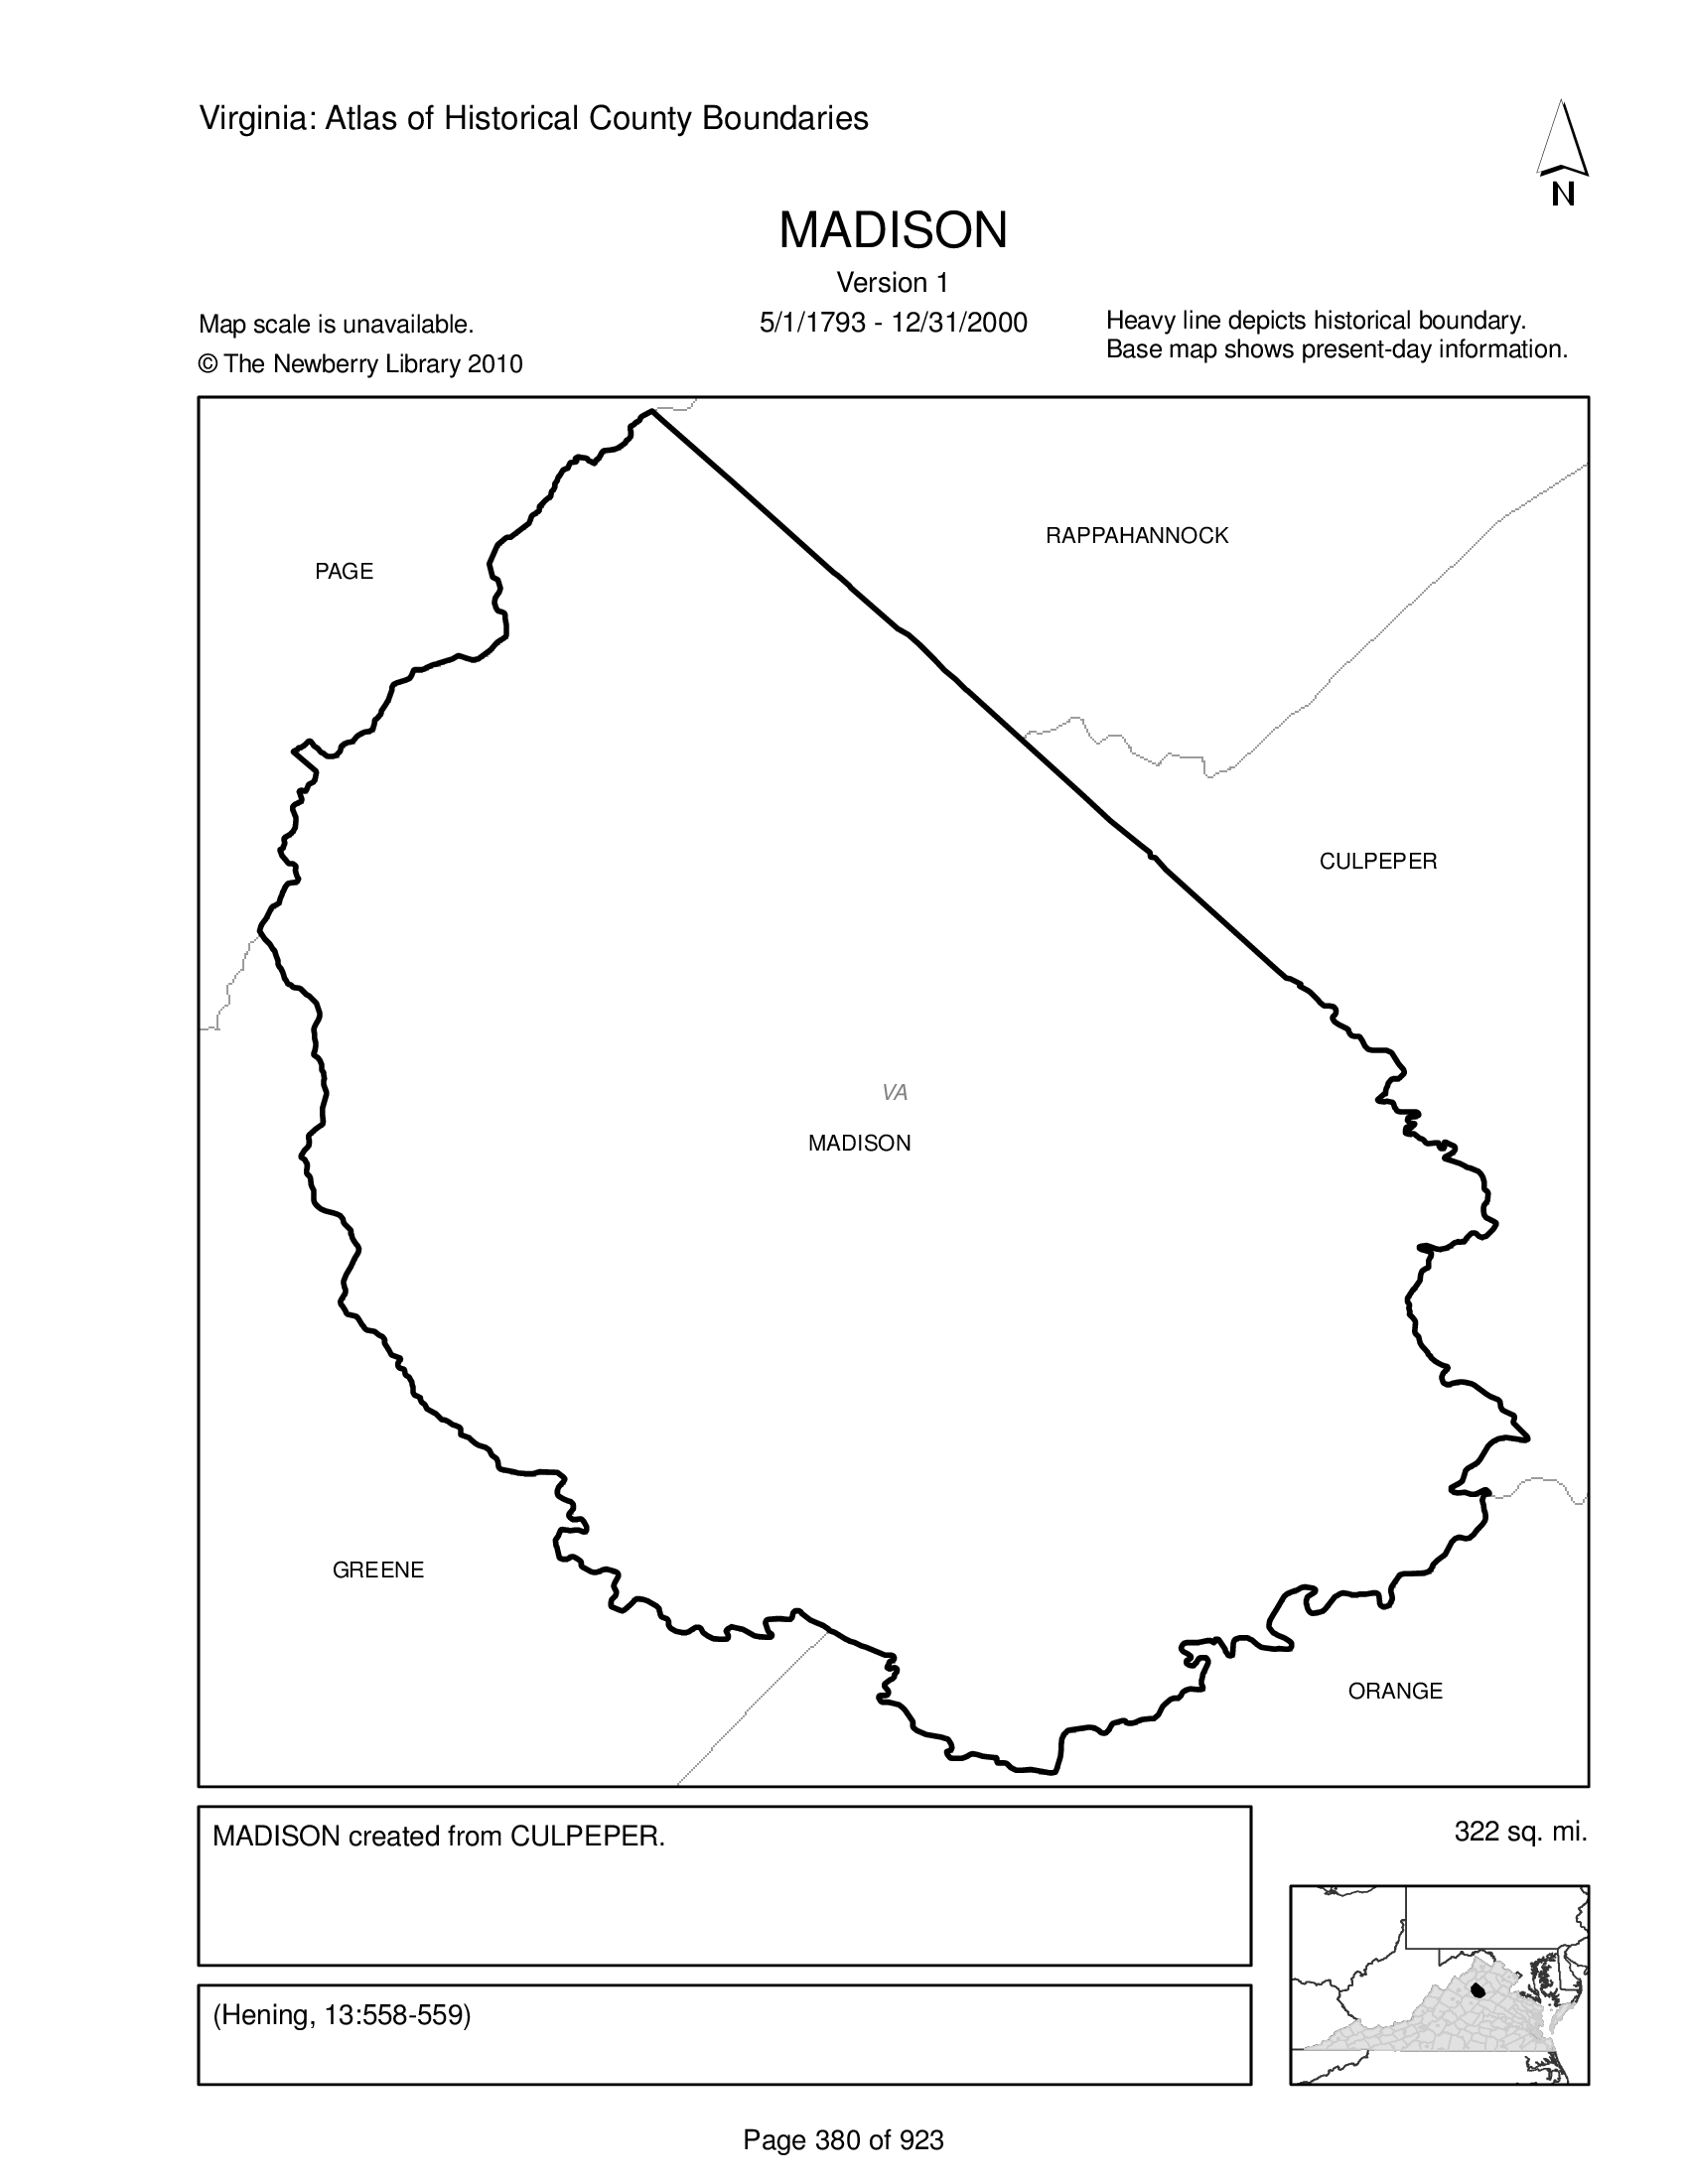 Virginia: Atlas of Historical County Boundaries
N
MADISON
Version 1
5/1/1793 - 12/31/2000
Map scale is unavailable.
© The Newberry Library 2010
Heavy line depicts historical boundary.
Base map shows present-day information.
RAPPAHANNOCK
PAGE
CULPEPER
VA
MADISON
GREENE
ORANGE
MADISON created from CULPEPER.
322 sq. mi.
(Hening, 13:558-559)
Page 380 of 923